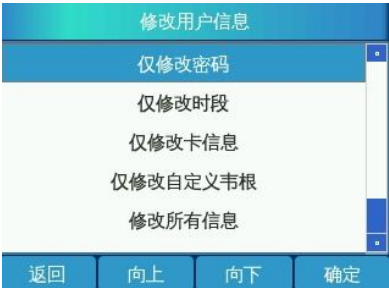 修改用户信息
仅修改密码
仅修改时段
仅修改卡信息
仅修改自定义韦根
修改所有信息
返回 向上 向下 确定